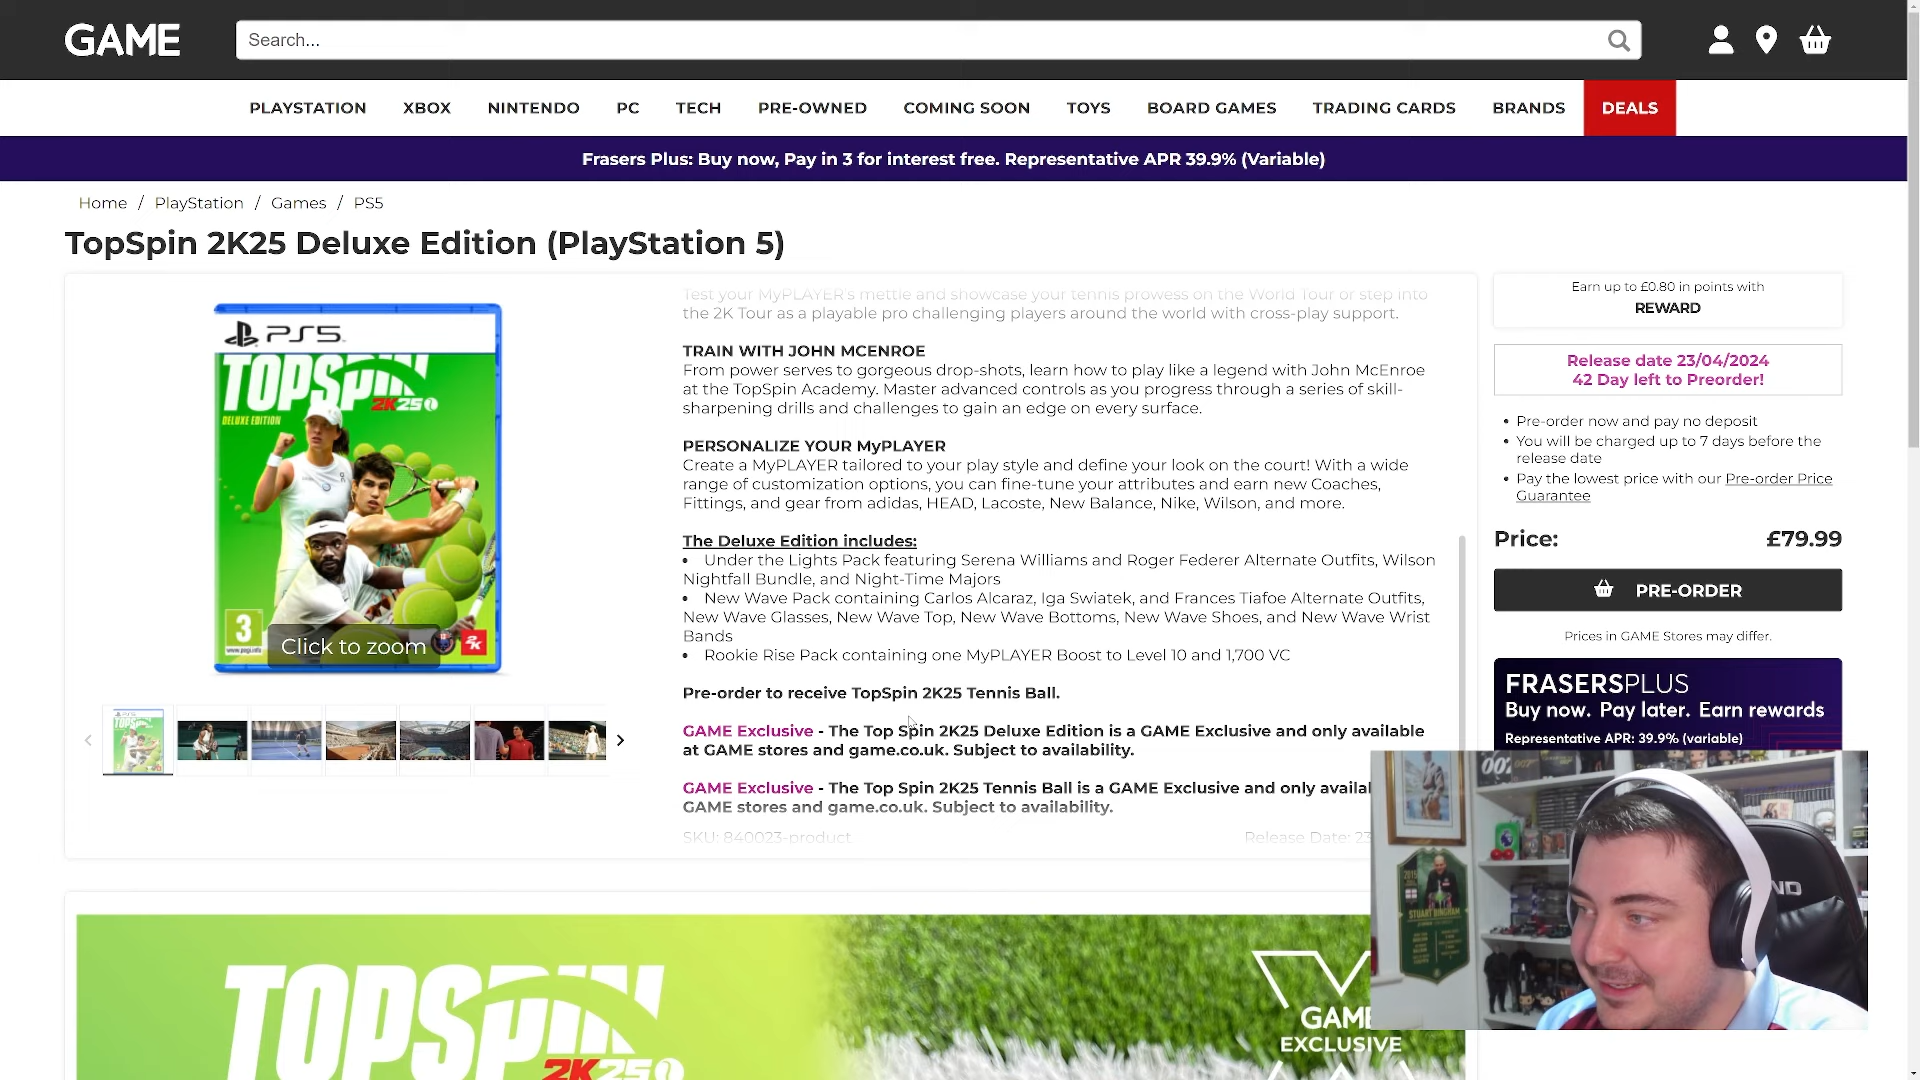 GAME
Search...
PLAYSTATION XBOX NINTENDO PC TECH PRE-OWNED COMING SOON TOYS BOARD GAMES TRADING CARDS BRANDS DEALS
Frasers Plus: Buy now, Pay in 3 for interest free. Representative APR 39.9% (Variable)
Home / PlayStation / Games / PS5
TopSpin 2K25 Deluxe Edition (PlayStation 5)
PS5
TOPSPIN
2K25
DELUXE EDITION
3
www.pegi.info
2K
Click to zoom
Test your MyPLAYER's mettle and showcase your tennis prowess on the World Tour or step into
the 2K Tour as a playable pro challenging players around the world with cross-play support.
TRAIN WITH JOHN MCENROE
From power serves to gorgeous drop-shots, learn how to play like a legend with John McEnroe
at the TopSpin Academy. Master advanced controls as you progress through a series of skill-
sharpening drills and challenges to gain an edge on every surface.
PERSONALIZE YOUR MyPLAYER
Create a MyPLAYER tailored to your play style and define your look on the court! With a wide
range of customization options, you can fine-tune your attributes and earn new Coaches,
Fittings, and gear from adidas, HEAD, Lacoste, New Balance, Nike, Wilson, and more.
The Deluxe Edition includes:
• Under the Lights Pack featuring Serena Williams and Roger Federer Alternate Outfits, Wilson
Nightfall Bundle, and Night-Time Majors
• New Wave Pack containing Carlos Alcaraz, Iga Swiatek, and Frances Tiafoe Alternate Outfits,
New Wave Glasses, New Wave Top, New Wave Bottoms, New Wave Shoes, and New Wave Wrist
Bands
• Rookie Rise Pack containing one MyPLAYER Boost to Level 10 and 1,700 VC
Pre-order to receive TopSpin 2K25 Tennis Ball.
GAME Exclusive - The Top Spin 2K25 Deluxe Edition is a GAME Exclusive and only available
at GAME stores and game.co.uk. Subject to availability.
GAME Exclusive - The Top Spin 2K25 Tennis Ball is a GAME Exclusive and only availa
GAME stores and game.co.uk. Subject to availability.
SKU: 840023-product
Release Date: 23
Earn up to £0.80 in points with
REWARD
Release date 23/04/2024
42 Day left to Preorder!
• Pre-order now and pay no deposit
• You will be charged up to 7 days before the
release date
• Pay the lowest price with our Pre-order Price
Guarantee
Price: £79.99
PRE-ORDER
Prices in GAME Stores may differ.
FRASERSPLUS
Buy now. Pay later. Earn rewards
Representative APR: 39.9% (variable)
007
STUART BINGHAM
TOPSPIN
2K25
GAME
EXCLUSIVE